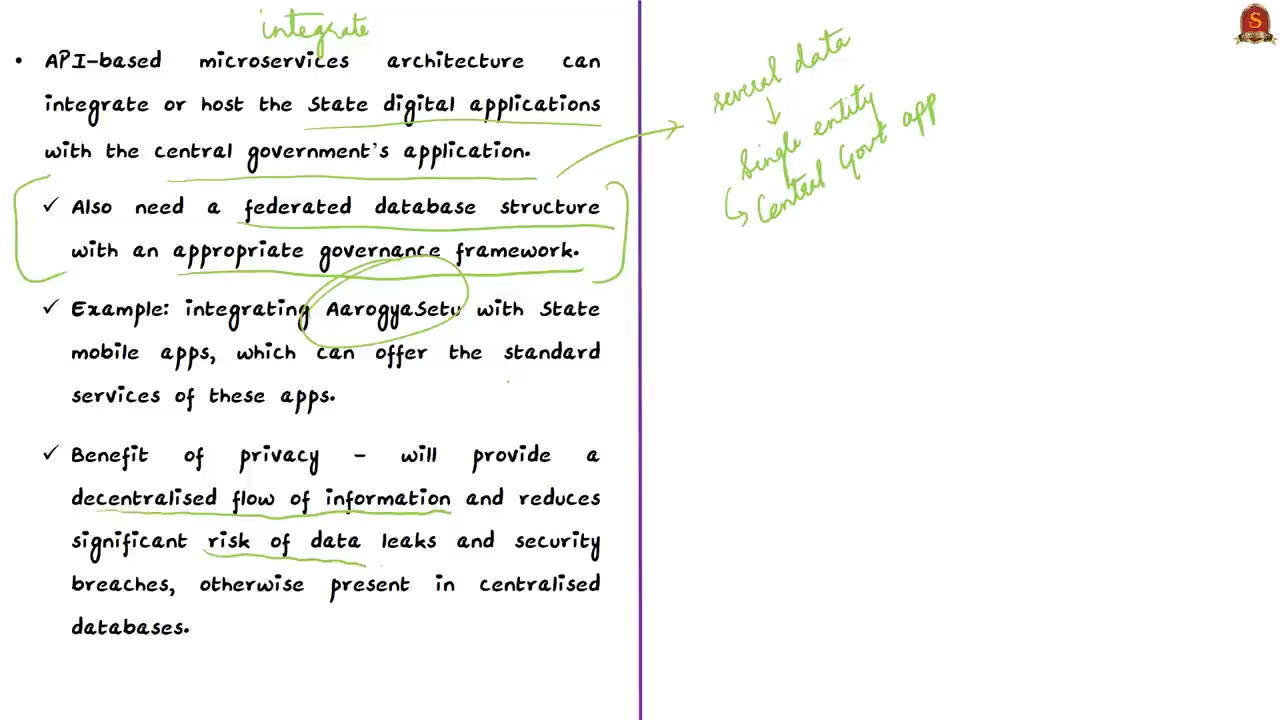 integrate
• API-based microservices architecture can
integrate or host the State digital applications
with the central government's application.
✓ Also need a federated database structure
with an appropriate governance framework.
✓ Example: integrating AarogyaSetu with State
mobile apps, which can offer the standard
services of these apps.
✓ Benefit of privacy – will provide a
decentralised flow of information and reduces
significant risk of data leaks and security
breaches, otherwise present in centralised
databases.
several data
↓
Single entity
↳ Central Govt app
S